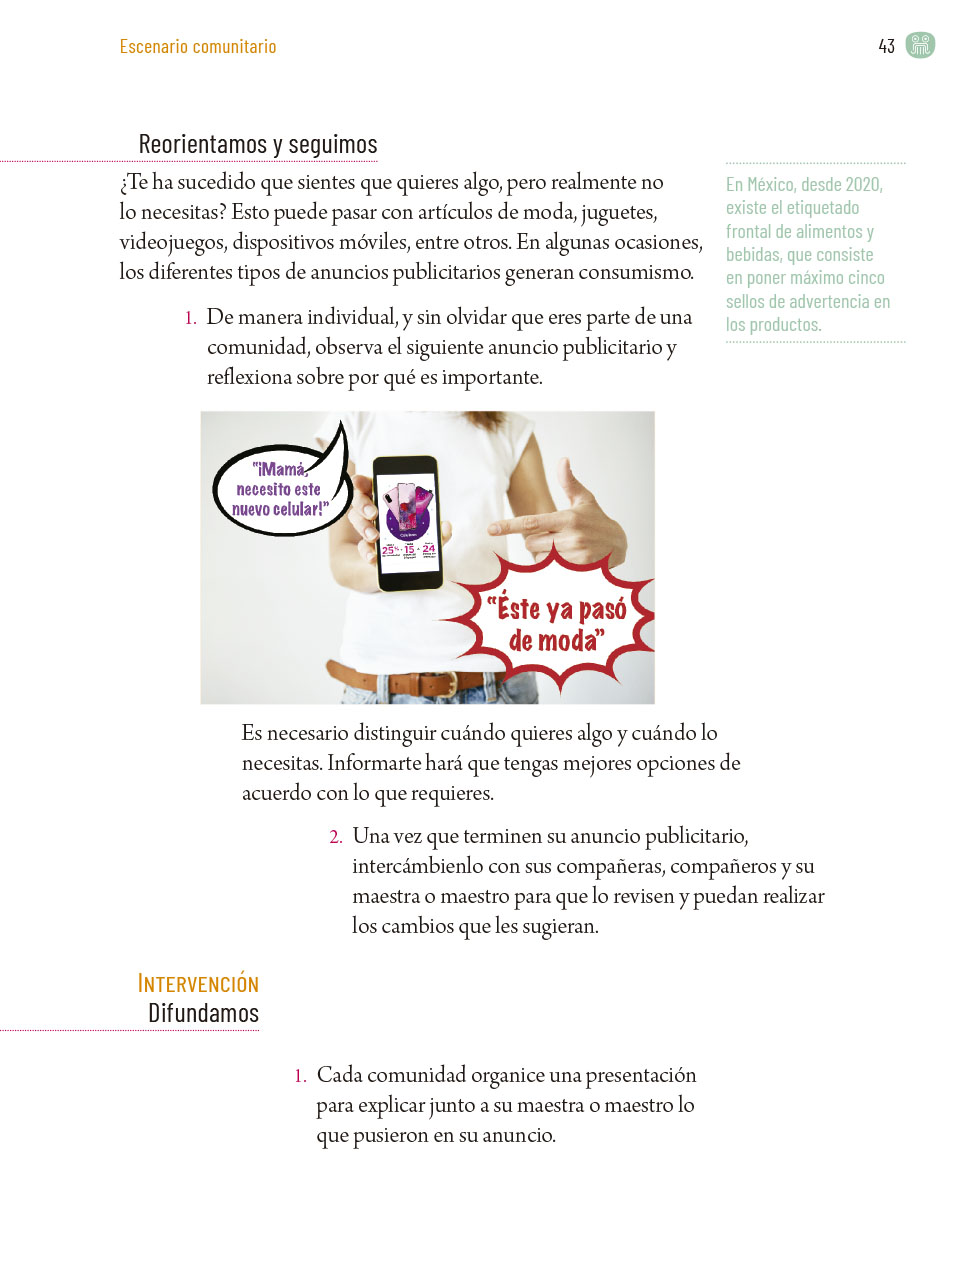 Escenario comunitario
43
Reorientamos y seguimos
¿Te ha sucedido que sientes que quieres algo, pero realmente no
lo necesitas? Esto puede pasar con artículos de moda, juguetes,
videojuegos, dispositivos móviles, entre otros. En algunas ocasiones,
los diferentes tipos de anuncios publicitarios generan consumismo.
En México, desde 2020,
existe el etiquetado
frontal de alimentos y
bebidas, que consiste
en poner máximo cinco
sellos de advertencia en
los productos.
1. De manera individual, y sin olvidar que eres parte de una
comunidad, observa el siguiente anuncio publicitario y
reflexiona sobre por qué es importante.
“¡Mamá,
necesito este
nuevo celular!”
25% 15 24
“Éste ya pasó
de moda”
Es necesario distinguir cuándo quieres algo y cuándo lo
necesitas. Informarte hará que tengas mejores opciones de
acuerdo con lo que requieres.
2. Una vez que terminen su anuncio publicitario,
intercámbienlo con sus compañeras, compañeros y su
maestra o maestro para que lo revisen y puedan realizar
los cambios que les sugieran.
Intervención
Difundamos
1. Cada comunidad organice una presentación
para explicar junto a su maestra o maestro lo
que pusieron en su anuncio.